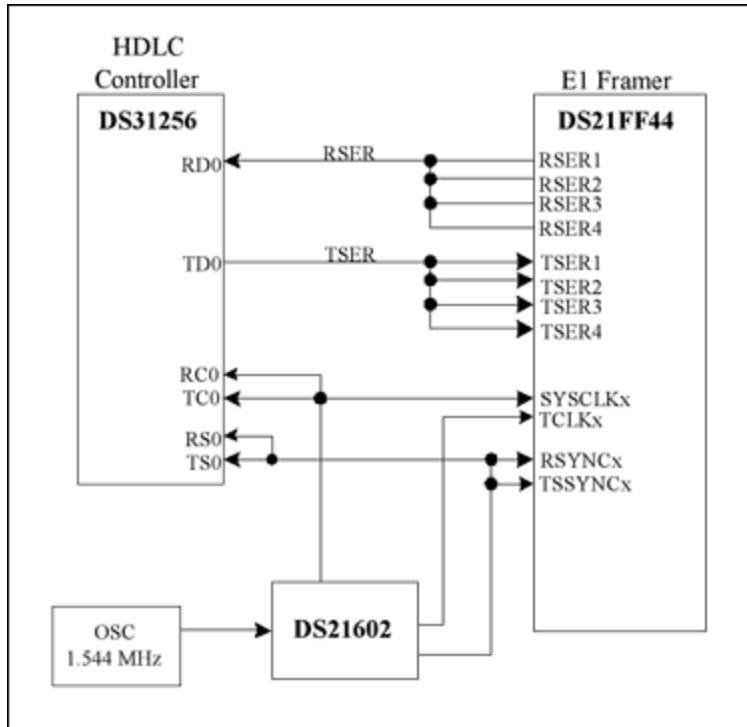 HDLC
Controller
DS31256
E1 Framer
DS21FF44
RD0
RSER
RSER1
RSER2
RSER3
RSER4
TD0
TSER
TSER1
TSER2
TSER3
TSER4
RC0
TC0
SYSCLKx
TCLKx
RS0
TS0
RSYNCx
TSSYNCx
OSC
1.544 MHz
DS21602